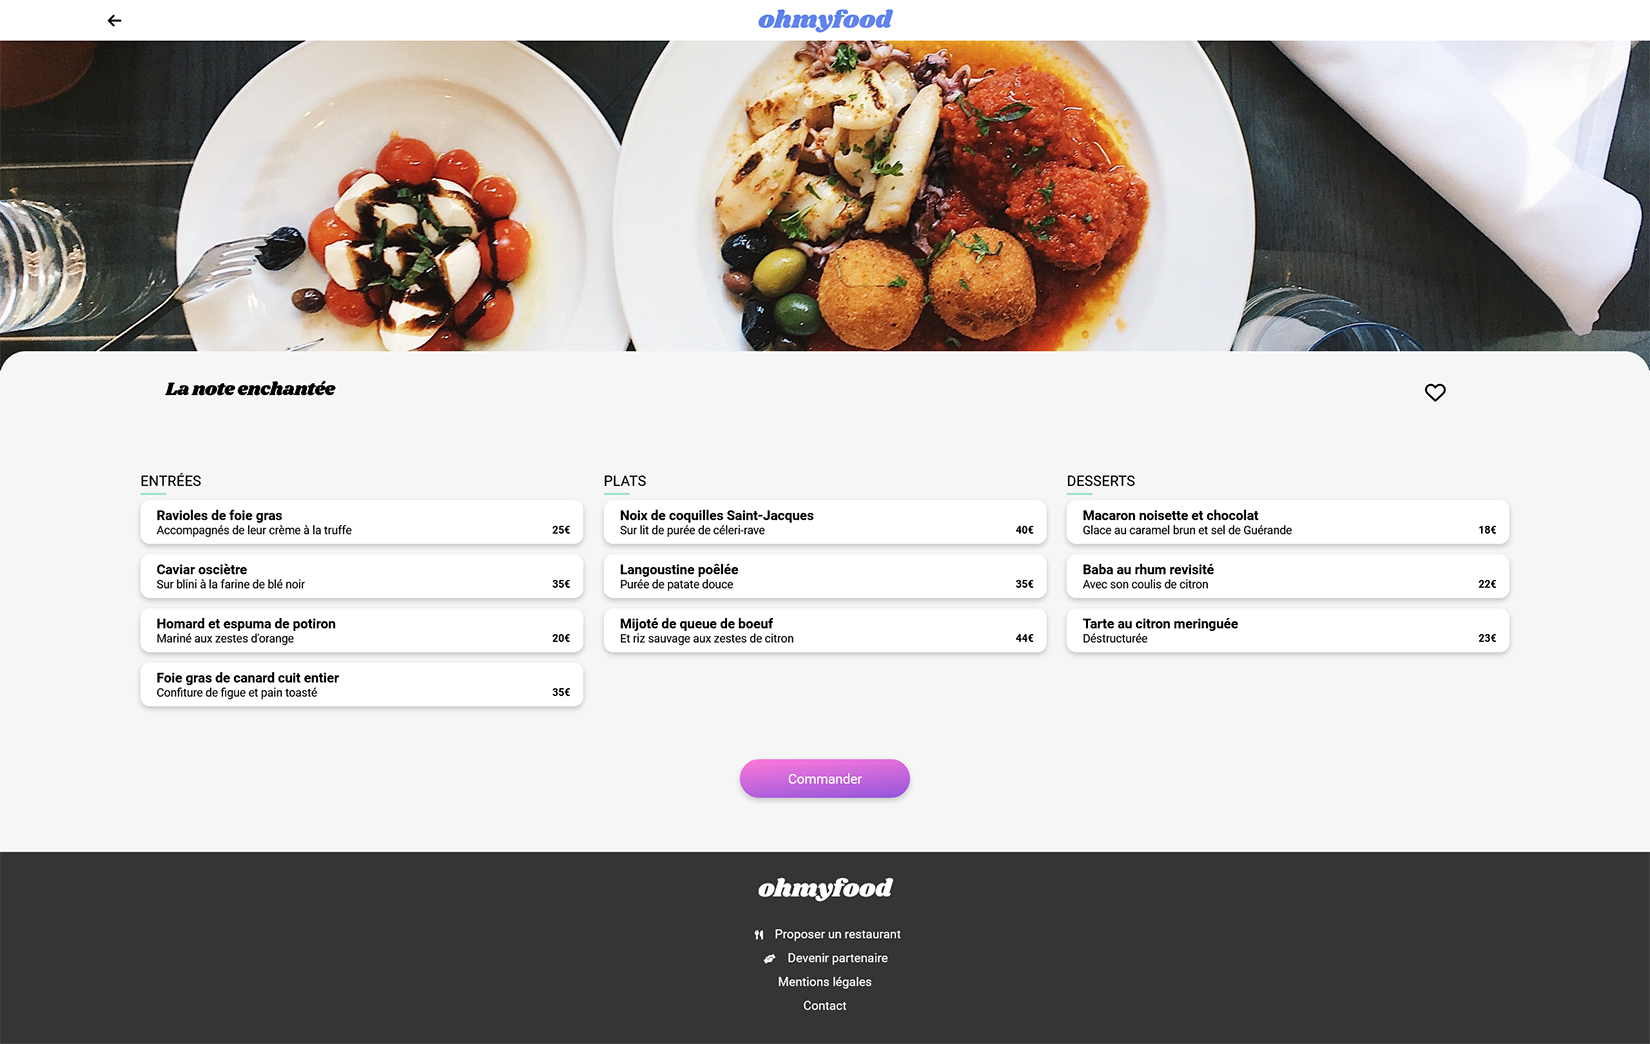 ohmyfood
La note enchantée
ENTRÉES
Ravioles de foie gras
Accompagnés de leur crème à la truffe 25€
Caviar osciètre
Sur blini à la farine de blé noir 35€
Homard et espuma de potiron
Mariné aux zestes d'orange 20€
Foie gras de canard cuit entier
Confiture de figue et pain toasté 35€
PLATS
Noix de coquilles Saint-Jacques
Sur lit de purée de céleri-rave 40€
Langoustine poêlée
Purée de patate douce 35€
Mijoté de queue de boeuf
Et riz sauvage aux zestes de citron 44€
DESSERTS
Macaron noisette et chocolat
Glace au caramel brun et sel de Guérande 18€
Baba au rhum revisité
Avec son coulis de citron 22€
Tarte au citron meringuée
Déstructurée 23€
Commander
ohmyfood
Proposer un restaurant
Devenir partenaire
Mentions légales
Contact